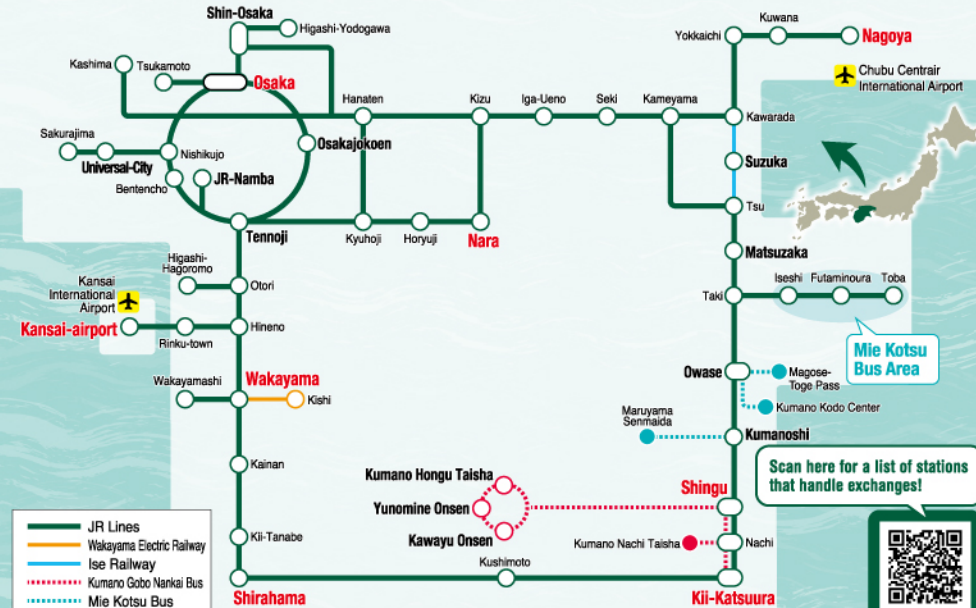 Shin-Osaka
Higashi-Yodogawa
Kashima
Tsukamoto
Osaka
Sakurajima
Universal-City
Nishikujo
Bentencho
JR-Namba
Osakajokoen
Hanaten
Kizu
Iga-Ueno
Seki
Kameyama
Kawarada
Yokkaichi
Kuwana
Nagoya
Chubu Centrair
International Airport
Suzuka
Tsu
Matsuzaka
Taki
Iseshi
Futaminoura
Toba
Mie Kotsu
Bus Area
Tennoji
Kyuhoji
Horyuji
Nara
Higashi-
Hagoromo
Otori
Kansai
International
Airport
Kansai-airport
Rinku-town
Hineno
Wakayamashi
Wakayama
Kishi
Kainan
Kii-Tanabe
Shirahama
Kushimoto
Kii-Katsuura
Owase
Magose-
Toge Pass
Kumano Kodo Center
Maruyama
Senmaida
Kumanoshi
Kumano Hongu Taisha
Yunomine Onsen
Kawayu Onsen
Shingu
Kumano Nachi Taisha
Nachi
Scan here for a list of stations
that handle exchanges!
JR Lines
Wakayama Electric Railway
Ise Railway
Kumano Gobo Nankai Bus
Mie Kotsu Bus